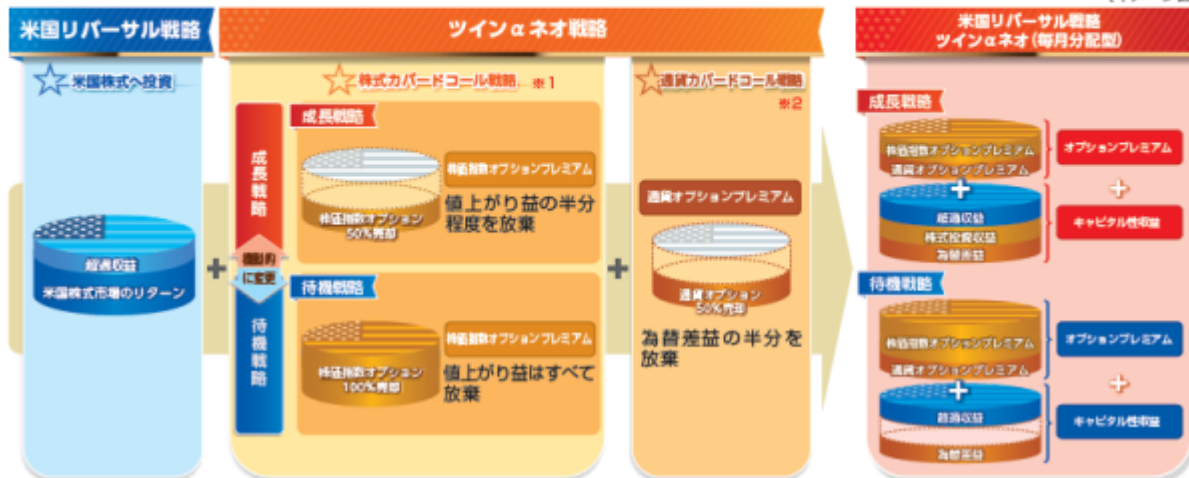 米国リバーサル戦略
ツインαネオ戦略
米国リバーサル戦略
ツインαネオ(毎月分配型)
米国株式へ投資
超過収益
米国株式市場のリターン
+
株式カバードコール戦略 ※1
成長戦略
機動的
に変更
待機戦略
成長戦略
株価指数オプション
50%売却
株価指数オプションプレミアム
値上がり益の半分
程度を放棄
待機戦略
株価指数オプション
100%売却
株価指数オプションプレミアム
値上がり益はすべて
放棄
+
通貨カバードコール戦略
※2
通貨オプションプレミアム
通貨オプション
50%売却
為替差益の半分を
放棄
成長戦略
株価指数オプションプレミアム
通貨オプションプレミアム
+
超過収益
株式投資収益
為替差益
オプションプレミアム
+
キャピタル性収益
待機戦略
株価指数オプションプレミアム
通貨オプションプレミアム
+
超過収益
為替差益
オプションプレミアム
+
キャピタル性収益